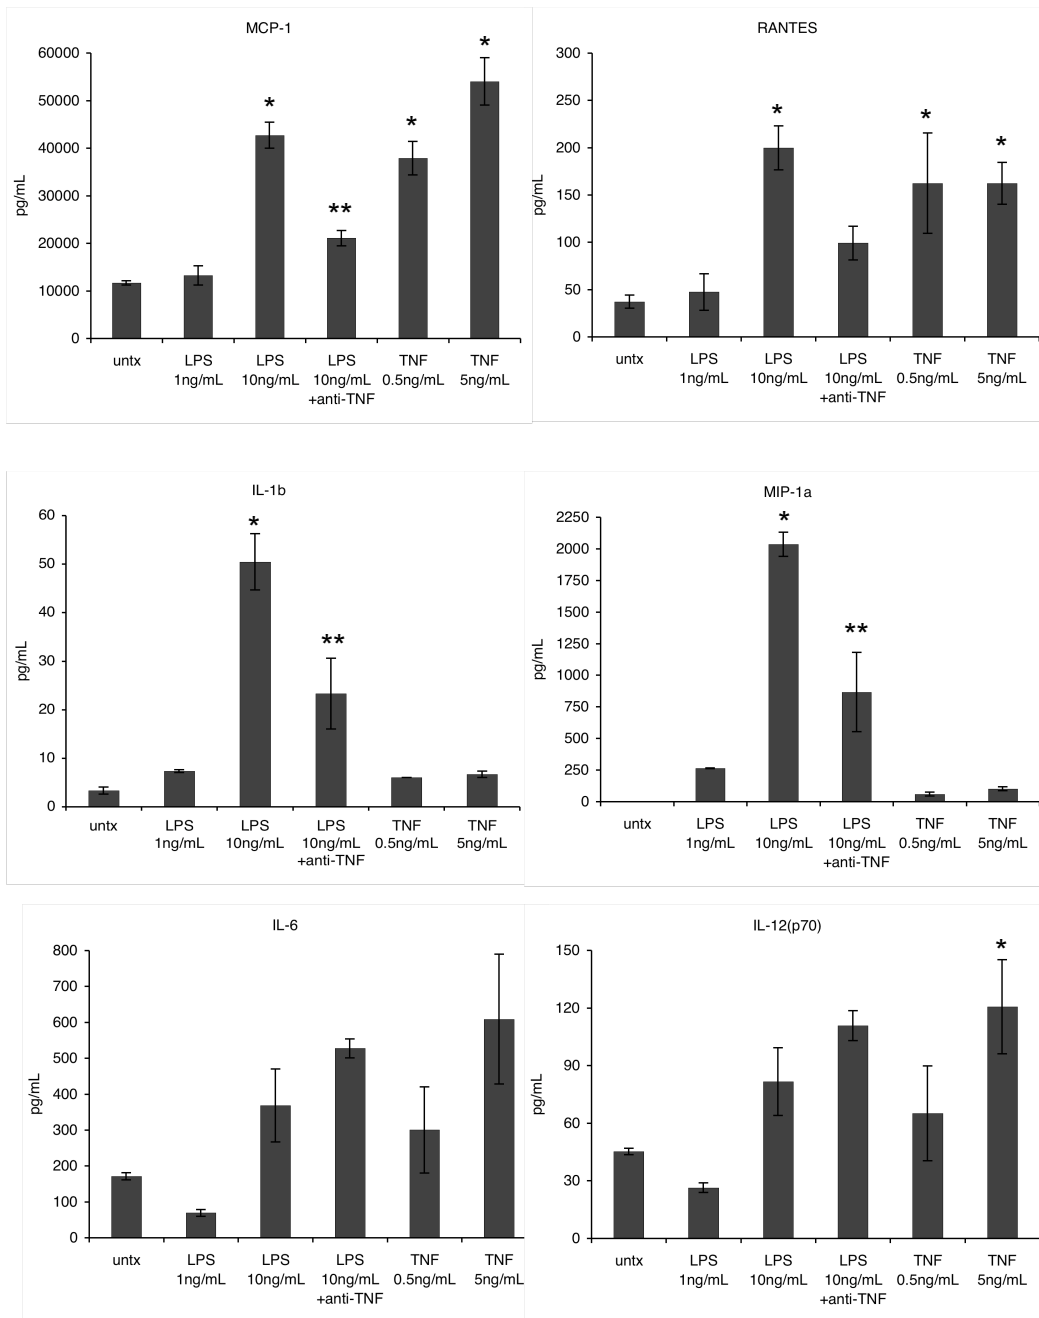 MCP-1
60000
50000
40000
30000
20000
10000
0
pg/mL
*
*
*
**
untx LPS LPS LPS TNF TNF
1ng/mL 10ng/mL 10ng/mL 0.5ng/mL 5ng/mL
+anti-TNF
RANTES
300
250
200
150
100
50
0
pg/mL
*
*
*
untx LPS LPS LPS TNF TNF
1ng/mL 10ng/mL 10ng/mL 0.5ng/mL 5ng/mL
+anti-TNF
IL-1b
60
50
40
30
20
10
0
pg/mL
*
**
untx LPS LPS LPS TNF TNF
1ng/mL 10ng/mL 10ng/mL 0.5ng/mL 5ng/mL
+anti-TNF
MIP-1a
2250
2000
1750
1500
1250
1000
750
500
250
0
pg/mL
*
**
untx LPS LPS LPS TNF TNF
1ng/mL 10ng/mL 10ng/mL 0.5ng/mL 5ng/mL
+anti-TNF
IL-6
800
700
600
500
400
300
200
100
0
pg/mL
untx LPS LPS LPS TNF TNF
1ng/mL 10ng/mL 10ng/mL 0.5ng/mL 5ng/mL
+anti-TNF
IL-12(p70)
150
120
90
60
30
0
pg/mL
*
untx LPS LPS LPS TNF TNF
1ng/mL 10ng/mL 10ng/mL 0.5ng/mL 5ng/mL
+anti-TNF